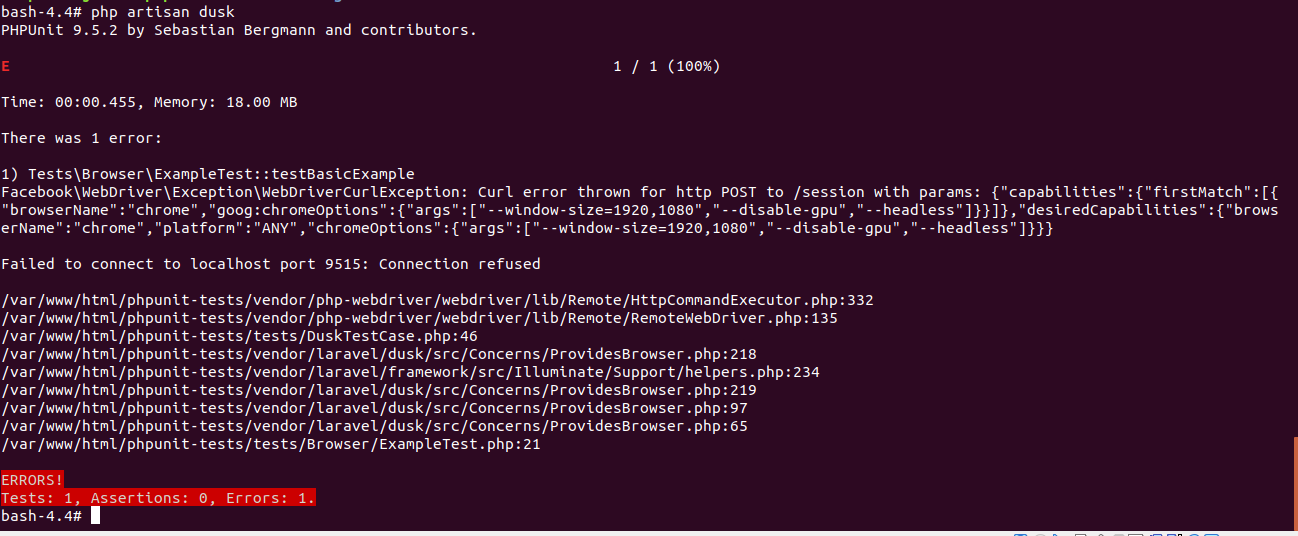 bash-4.4# php artisan dusk
PHPUnit 9.5.2 by Sebastian Bergmann and contributors.
E 1 / 1 (100%)
Time: 00:00.455, Memory: 18.00 MB
There was 1 error:
1) Tests\Browser\ExampleTest::testBasicExample
Facebook\WebDriver\Exception\WebDriverCurlException: Curl error thrown for http POST to /session with params: {"capabilities":{"firstMatch":[{
"browserName":"chrome","goog:chromeOptions":{"args":["--window-size=1920,1080","--disable-gpu","--headless"]}}]},"desiredCapabilities":{"brows
erName":"chrome","platform":"ANY","chromeOptions":{"args":["--window-size=1920,1080","--disable-gpu","--headless"]}}}
Failed to connect to localhost port 9515: Connection refused
/var/www/html/phpunit-tests/vendor/php-webdriver/webdriver/lib/Remote/HttpCommandExecutor.php:332
/var/www/html/phpunit-tests/vendor/php-webdriver/webdriver/lib/Remote/RemoteWebDriver.php:135
/var/www/html/phpunit-tests/tests/DuskTestCase.php:46
/var/www/html/phpunit-tests/vendor/laravel/dusk/src/Concerns/ProvidesBrowser.php:218
/var/www/html/phpunit-tests/vendor/laravel/framework/src/Illuminate/Support/helpers.php:234
/var/www/html/phpunit-tests/vendor/laravel/dusk/src/Concerns/ProvidesBrowser.php:219
/var/www/html/phpunit-tests/vendor/laravel/dusk/src/Concerns/ProvidesBrowser.php:97
/var/www/html/phpunit-tests/vendor/laravel/dusk/src/Concerns/ProvidesBrowser.php:65
/var/www/html/phpunit-tests/tests/Browser/ExampleTest.php:21
ERRORS!
Tests: 1, Assertions: 0, Errors: 1.
bash-4.4#